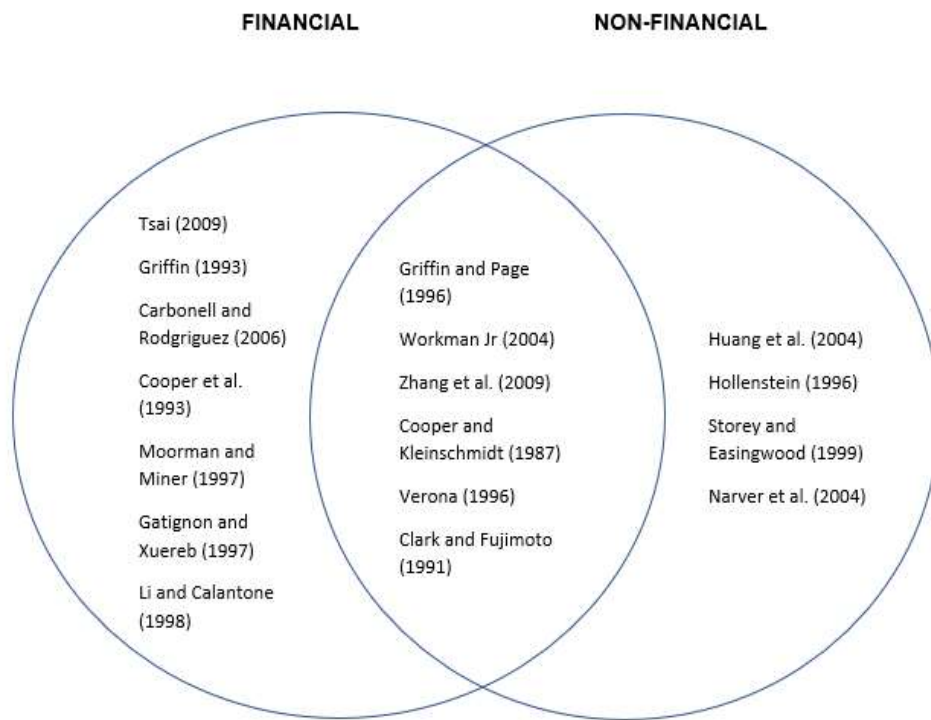 FINANCIAL
NON-FINANCIAL
Tsai (2009)
Griffin (1993)
Carbonell and
Rodgriguez (2006)
Cooper et al.
(1993)
Moorman and
Miner (1997)
Gatignon and
Xuereb (1997)
Li and Calantone
(1998)
Griffin and Page
(1996)
Workman Jr (2004)
Zhang et al. (2009)
Cooper and
Kleinschmidt (1987)
Verona (1996)
Clark and Fujimoto
(1991)
Huang et al. (2004)
Hollenstein (1996)
Storey and
Easingwood (1999)
Narver et al. (2004)